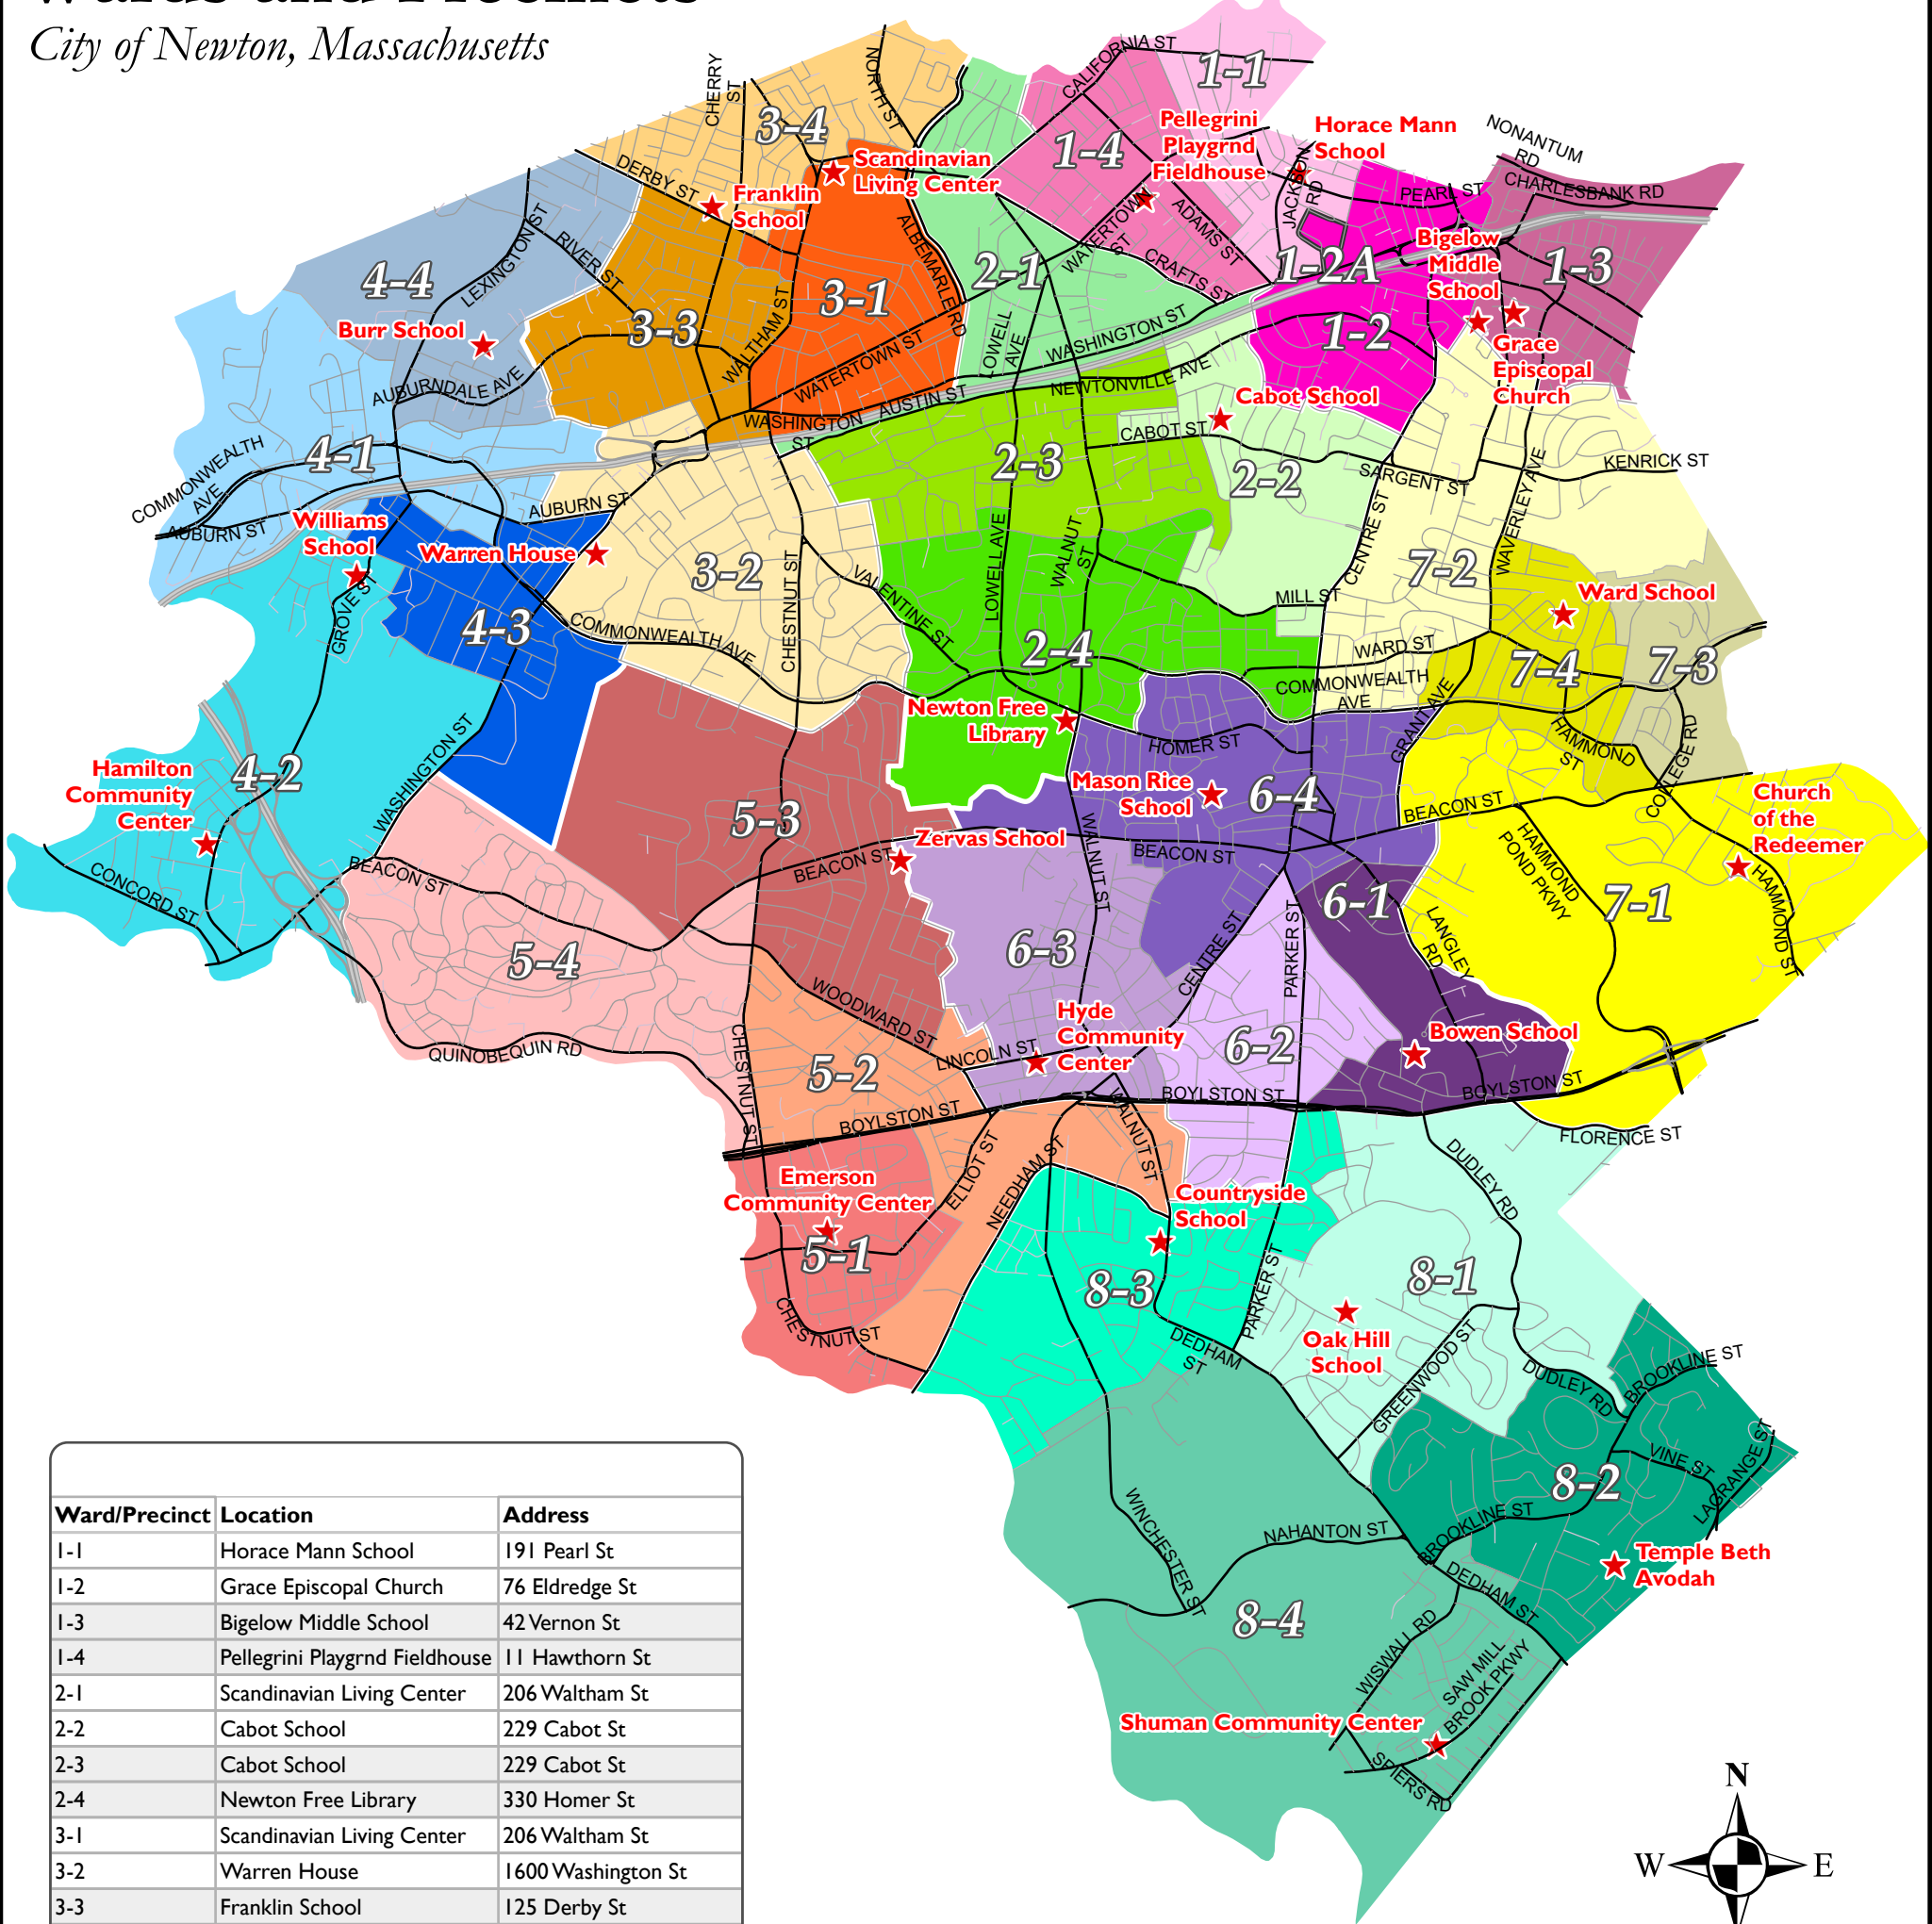 Wards and Precincts
City of Newton, Massachusetts
CHERRY
ST
NORTH ST
3-4
CALIFORNIA ST
1-1
1-4
Pellegrini
Playgrnd
Fieldhouse
Horace Mann
School
NONANTUM
RD
CHARLESBANK RD
PEARL ST
JACKSON
RD
DERBY ST
Franklin
School
Scandinavian
Living Center
ALBEMARLE RD
WATERTOWN
ST
ADAMS ST
CRAFTS ST
1-2A
Bigelow
Middle
School
1-3
4-4
LEXINGTON ST
RIVER ST
Burr School
3-3
WALTHAM ST
3-1
2-1
LOWELL
AVE
WASHINGTON ST
1-2
Grace
Episcopal
Church
AUBURNDALE AVE
WATERTOWN ST
AUSTIN ST
NEWTONVILLE AVE
Cabot School
WASHINGTON
ST
CABOT ST
COMMONWEALTH
AVE
4-1
2-3
2-2
SARGENT ST
KENRICK ST
AUBURN ST
AUBURN ST
Williams
School
Warren House
3-2
CHESTNUT ST
LOWELL AVE
WALNUT
ST
CENTRE ST
WAVERLEY AVE
7-2
Ward School
GROVE ST
4-3
COMMONWEALTH AVE
VALENTINE ST
2-4
MILL ST
WARD ST
7-4
7-3
COMMONWEALTH
AVE
GRANT AVE
Newton Free
Library
HOMER ST
HAMMOND
ST
COLLEGE RD
Hamilton
Community
Center
4-2
WASHINGTON ST
5-3
Mason Rice
School
6-4
BEACON ST
Church
of the
Redeemer
Zervas School
WALNUT ST
BEACON ST
HAMMOND
POND PKWY
CONCORD ST
BEACON ST
BEACON ST
6-1
7-1
HAMMOND ST
LANGLEY
RD
5-4
6-3
CENTRE ST
PARKER ST
WOODWARD ST
Hyde
Community
Center
LINCOLN ST
6-2
Bowen School
QUINOBEQUIN RD
CHESTNUT ST
5-2
BOYLSTON ST
BOYLSTON ST
BOYLSTON ST
FLORENCE ST
WALNUT ST
ELLIOT ST
NEEDHAM ST
DUDLEY RD
Emerson
Community Center
5-1
Countryside
School
8-3
PARKER ST
8-1
CHESTNUT ST
DEDHAM
ST
Oak Hill
School
GREENWOOD ST
DUDLEY RD
BROOKLINE ST
VINE ST
LAGRANGE ST
8-2
WINCHESTER ST
NAHANTON ST
BROOKLINE ST
Temple Beth
Avodah
8-4
DEDHAM ST
WISWALL RD
SAW MILL
BROOK PKWY
Shuman Community Center
SPIERS RD
N
W E
Ward/Precinct Location Address
1-1 Horace Mann School 191 Pearl St
1-2 Grace Episcopal Church 76 Eldredge St
1-3 Bigelow Middle School 42 Vernon St
1-4 Pellegrini Playgrnd Fieldhouse 11 Hawthorn St
2-1 Scandinavian Living Center 206 Waltham St
2-2 Cabot School 229 Cabot St
2-3 Cabot School 229 Cabot St
2-4 Newton Free Library 330 Homer St
3-1 Scandinavian Living Center 206 Waltham St
3-2 Warren House 1600 Washington St
3-3 Franklin School 125 Derby St